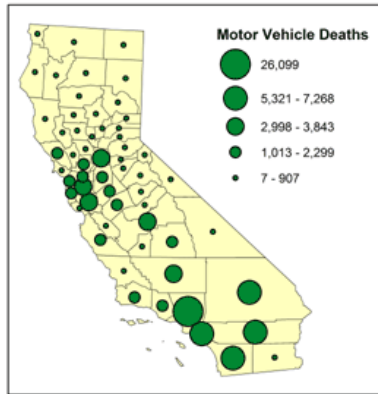 Motor Vehicle Deaths
26,099
5,321 - 7,268
2,998 - 3,843
1,013 - 2,299
7 - 907